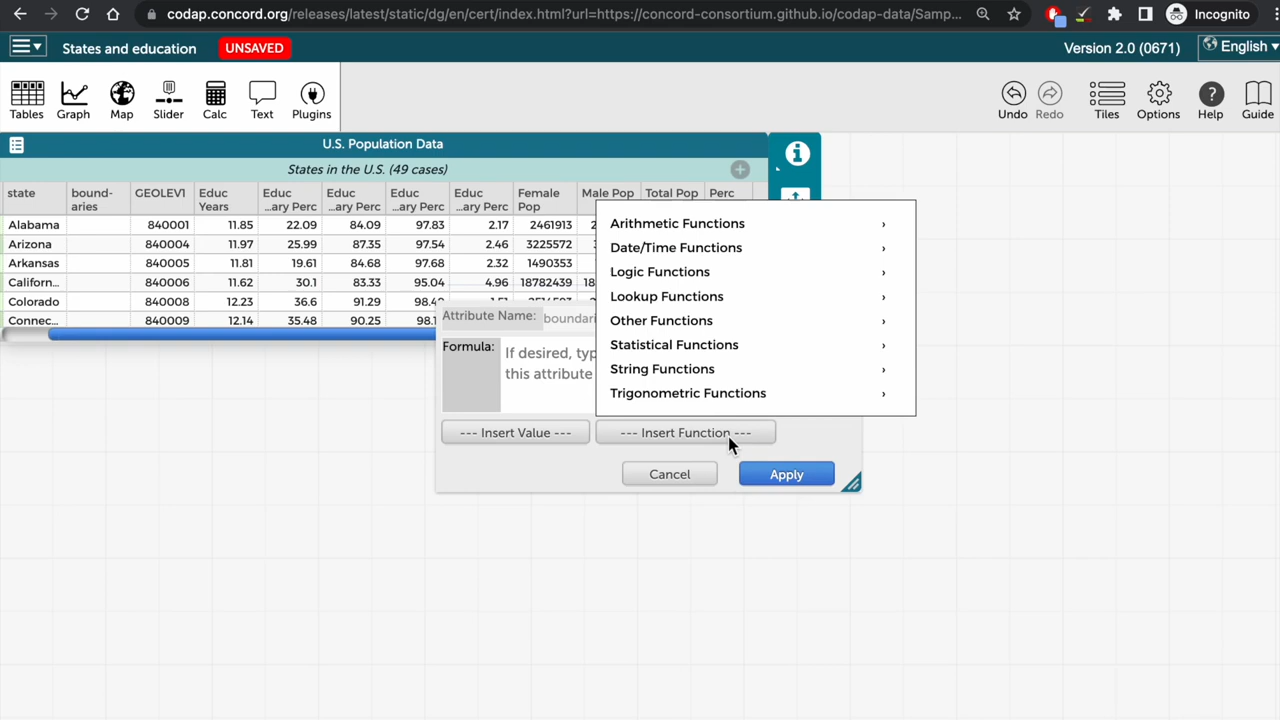 codap.concord.org/releases/latest/static/dg/en/cert/index.html?url=https://concord-consortium.github.io/codap-data/Samp... Incognito
States and education UNSAVED Version 2.0 (0671) English
Tables Graph Map Slider Calc Text Plugins Undo Redo Tiles Options Help Guide
U.S. Population Data
States in the U.S. (49 cases)
state bound- GEOLEV1 Educ Educ Educ Educ Educ Female Male Pop Total Pop Perc
aries Years ...ary Perc ...ary Perc ...ary Perc ...ary Perc Pop
Alabama 840001 11.85 22.09 84.09 97.83 2.17 2461913 2
Arizona 840004 11.97 25.99 87.35 97.54 2.46 3225572
Arkansas 840005 11.81 19.61 84.68 97.68 2.32 1490353
Californ... 840006 11.62 30.1 83.33 95.04 4.96 18782439 18
Colorado 840008 12.23 36.6 91.29
Connec... 840009 12.14 35.48 90.25
Arithmetic Functions ›
Date/Time Functions ›
Logic Functions ›
Lookup Functions ›
Other Functions ›
Statistical Functions ›
String Functions ›
Trigonometric Functions ›
Attribute Name: boundari
Formula: If desired, typ
this attribute
--- Insert Value --- --- Insert Function ---
Cancel Apply